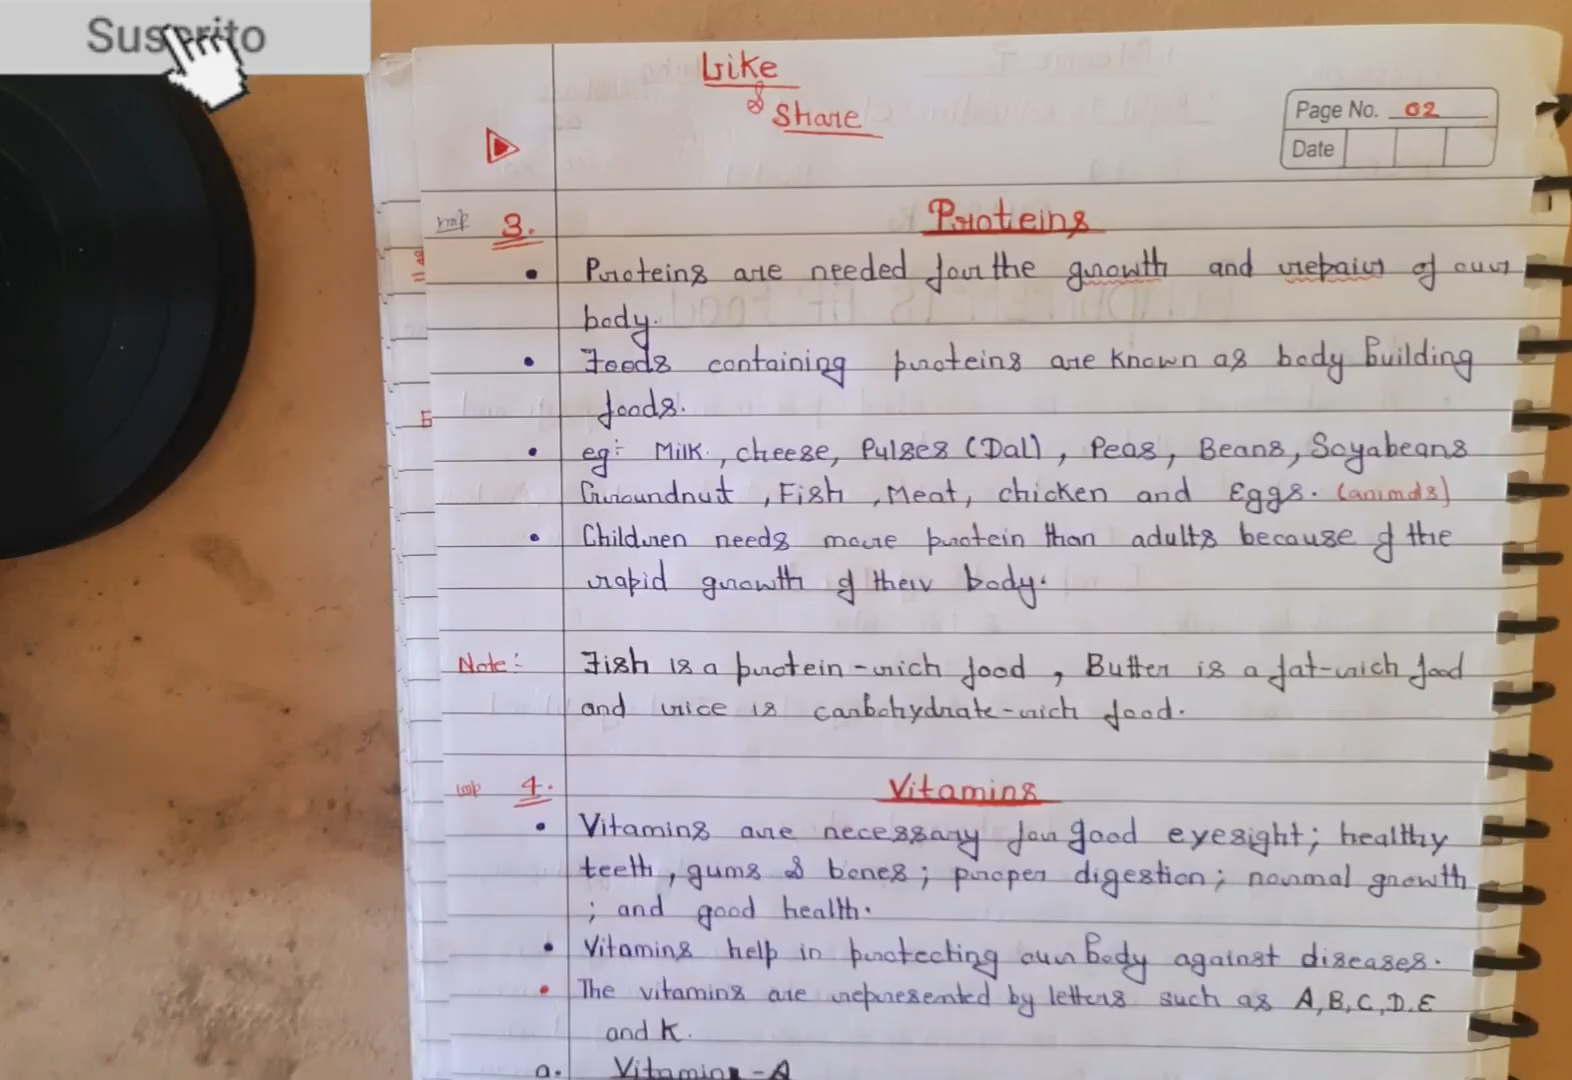 Suscrito
Like
& Share
Page No. 02
Date
Imp 3. Proteins
• Proteins are needed for the growth and repair of our
body.
• Foods containing proteins are known as body building
foods.
• eg:- Milk, cheese, Pulses (Dal), Peas, Beans, Soyabeans
Groundnut, Fish, Meat, chicken and Eggs. (animals)
• Children needs more protein than adults because of the
rapid growth of their body.
Note:- Fish is a protein-rich food, Butter is a fat-rich food
and rice is carbohydrate-rich food.
Imp 4. Vitamins
• Vitamins are necessary for good eyesight; healthy
teeth, gums & bones; proper digestion; normal growth
; and good health.
• Vitamins help in protecting our body against diseases.
• The vitamins are represented by letters such as A, B, C, D, E
and K.
a. Vitamin - A